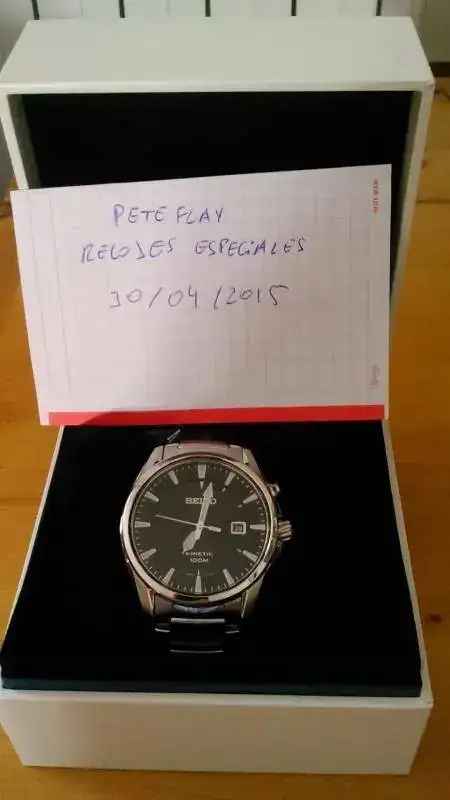 PETE FLAY
RELOJES ESPECIALES
30/04/2015
SEIKO
KINETIC
100M